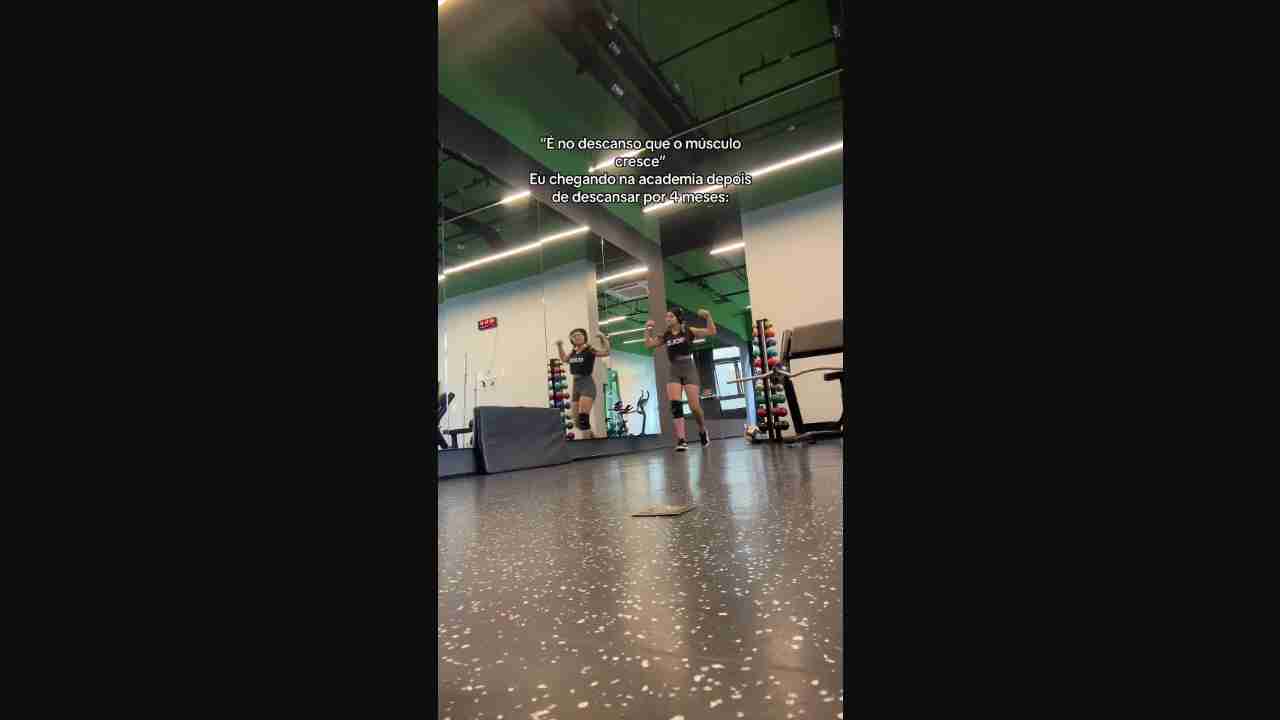 "É no descanso que o músculo
cresce"
Eu chegando na academia depois
de descansar por 4 meses: